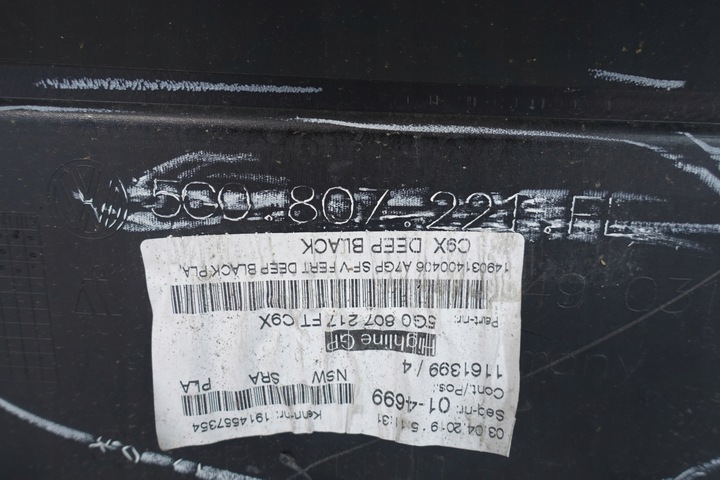 5G0.807.221.FL
03.04.2019 * 5:11:31 Kenn-nr: 1914557354
Seq-nr: 01-4699
Cont./Pos.: NSW SRA PLA
1161399 / 4
Highline GP
Part-nr: 5G0 807 217 FT C9X
149031400406 A7GP SF'V FERT DEEP BLACK PLA.
C9X DEEP BLACK